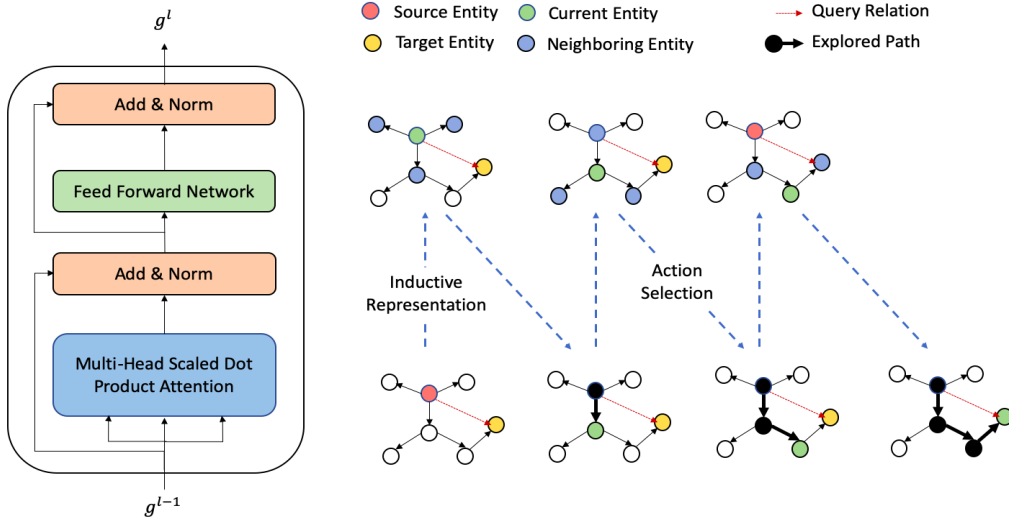 g^l
Add & Norm
Feed Forward Network
Add & Norm
Multi-Head Scaled Dot
Product Attention
g^{l-1}
Source Entity
Current Entity
Query Relation
Target Entity
Neighboring Entity
Explored Path
Inductive
Representation
Action
Selection